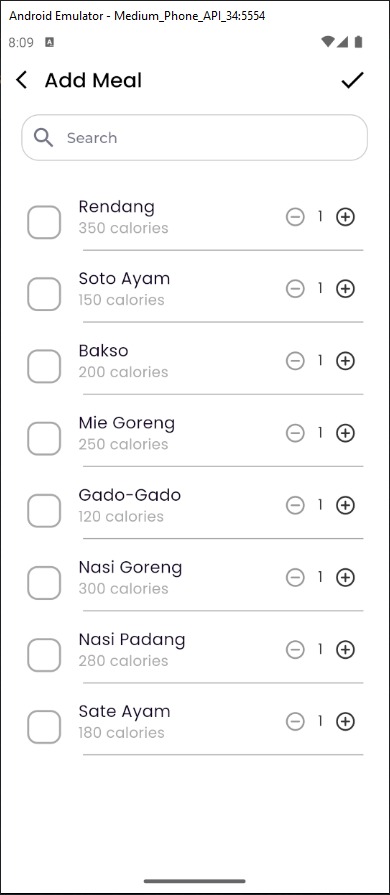 Android Emulator - Medium_Phone_API_34:5554
8:09 A
Add Meal
Search
Rendang
350 calories
1
Soto Ayam
150 calories
1
Bakso
200 calories
1
Mie Goreng
250 calories
1
Gado-Gado
120 calories
1
Nasi Goreng
300 calories
1
Nasi Padang
280 calories
1
Sate Ayam
180 calories
1